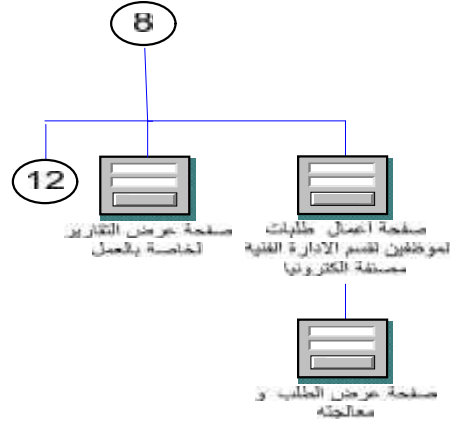 8
12
صفحة عرض التقارير
لخاصة بالعمل
صفحة اعمال طلبات
لموظفين لقسم الادارة الفنية
مصنفة الكترونيا
صفحة عرض الطلب و
معالجته